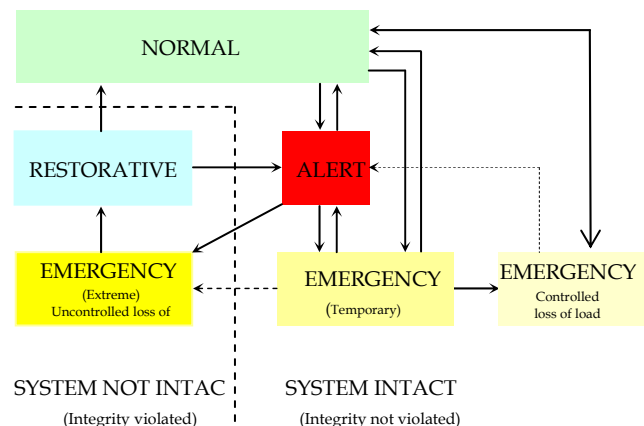 NORMAL
RESTORATIVE
ALERT
EMERGENCY
(Extreme)
Uncontrolled loss of
EMERGENCY
(Temporary)
EMERGENCY
Controlled
loss of load
SYSTEM NOT INTAC
(Integrity violated)
SYSTEM INTACT
(Integrity not violated)